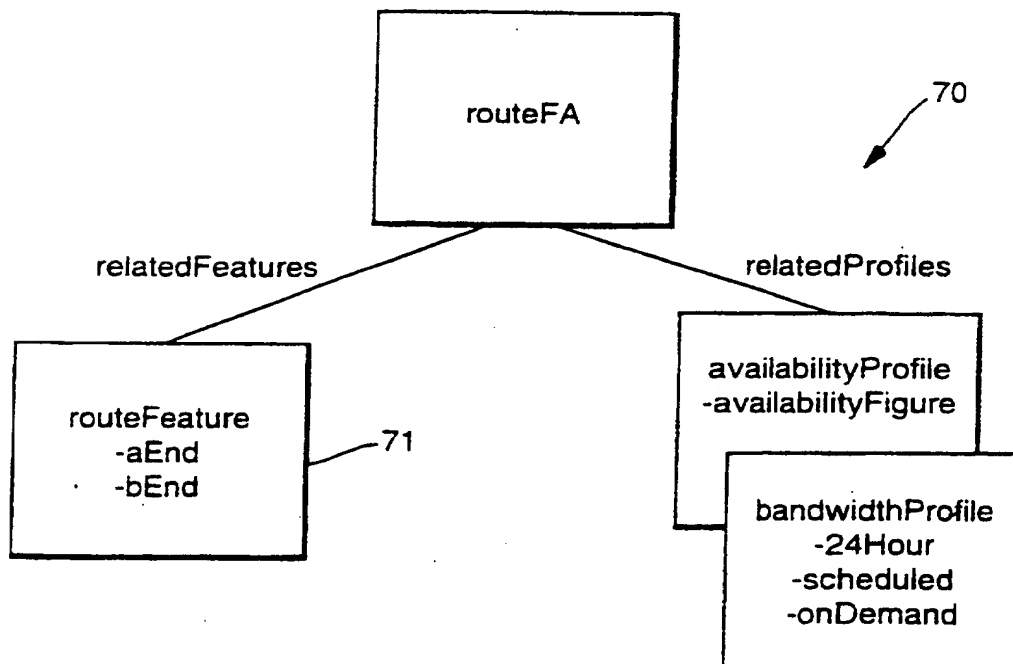 routeFA
70
relatedFeatures
relatedProfiles
routeFeature
-aEnd
-bEnd
71
availabilityProfile
-availabilityFigure
bandwidthProfile
-24Hour
-scheduled
-onDemand